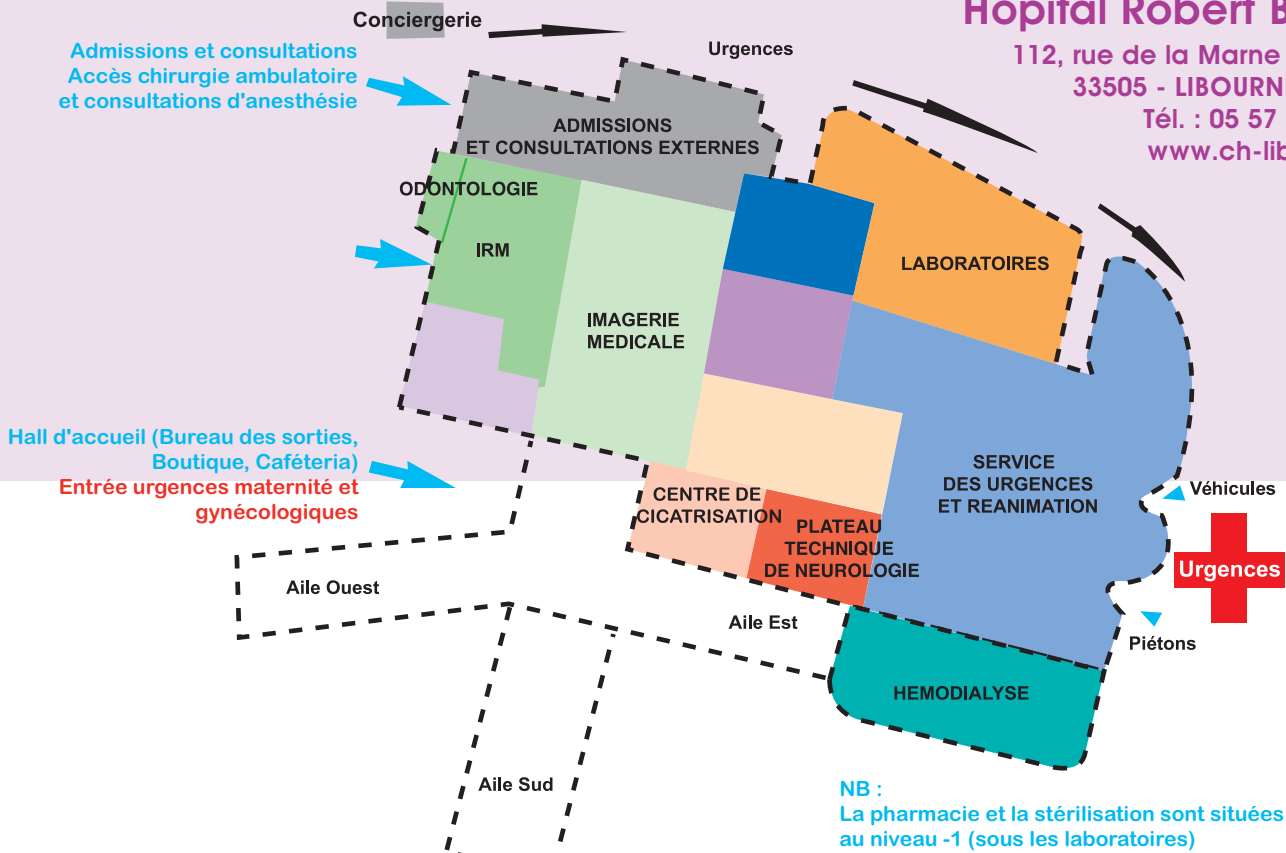 Conciergerie
Hôpital Robert B
112, rue de la Marne
33505 - LIBOURN
Tél. : 05 57
www.ch-lib
Admissions et consultations
Accès chirurgie ambulatoire
et consultations d'anesthésie
Urgences
ADMISSIONS
ET CONSULTATIONS EXTERNES
ODONTOLOGIE
IRM
LABORATOIRES
IMAGERIE
MEDICALE
Hall d'accueil (Bureau des sorties,
Boutique, Caféteria)
Entrée urgences maternité et
gynécologiques
SERVICE
DES URGENCES
ET REANIMATION
CENTRE DE
CICATRISATION
PLATEAU
TECHNIQUE
DE NEUROLOGIE
Véhicules
Urgences
Piétons
Aile Ouest
Aile Est
HEMODIALYSE
Aile Sud
NB :
La pharmacie et la stérilisation sont situées
au niveau -1 (sous les laboratoires)